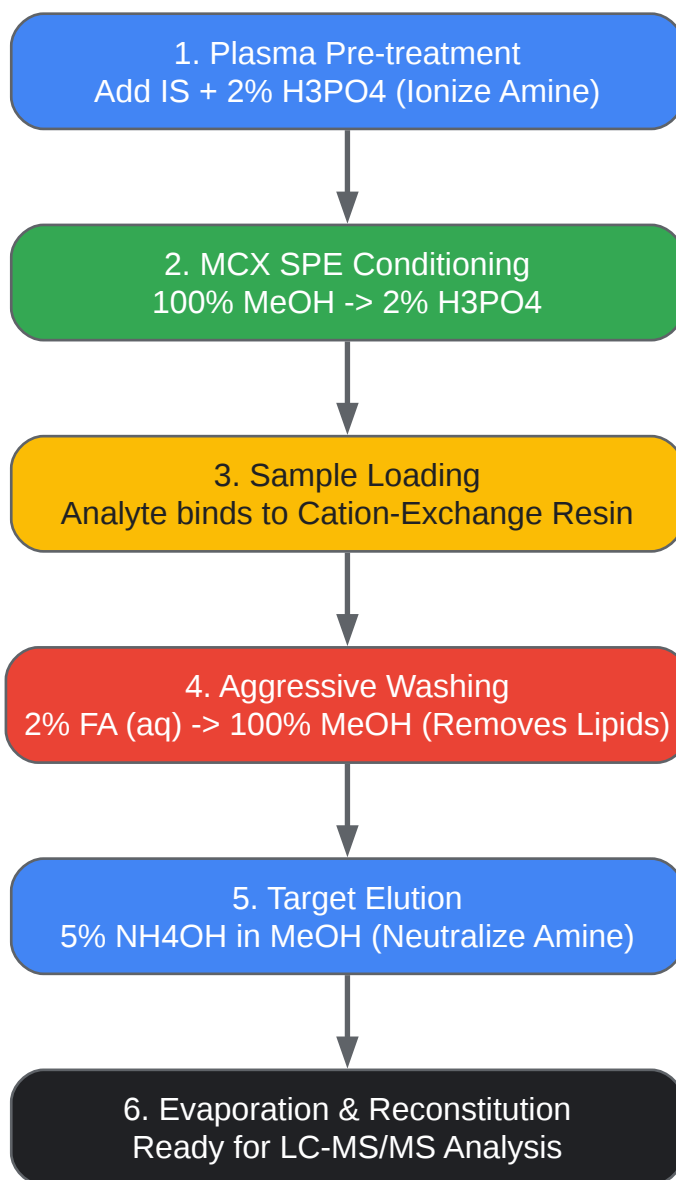 1. Plasma Pre-treatment
Add IS + 2% H3PO4 (Ionize Amine)
2. MCX SPE Conditioning
100% MeOH -> 2% H3PO4
3. Sample Loading
Analyte binds to Cation-Exchange Resin
4. Aggressive Washing
2% FA (aq) -> 100% MeOH (Removes Lipids)
5. Target Elution
5% NH4OH in MeOH (Neutralize Amine)
6. Evaporation & Reconstitution
Ready for LC-MS/MS Analysis